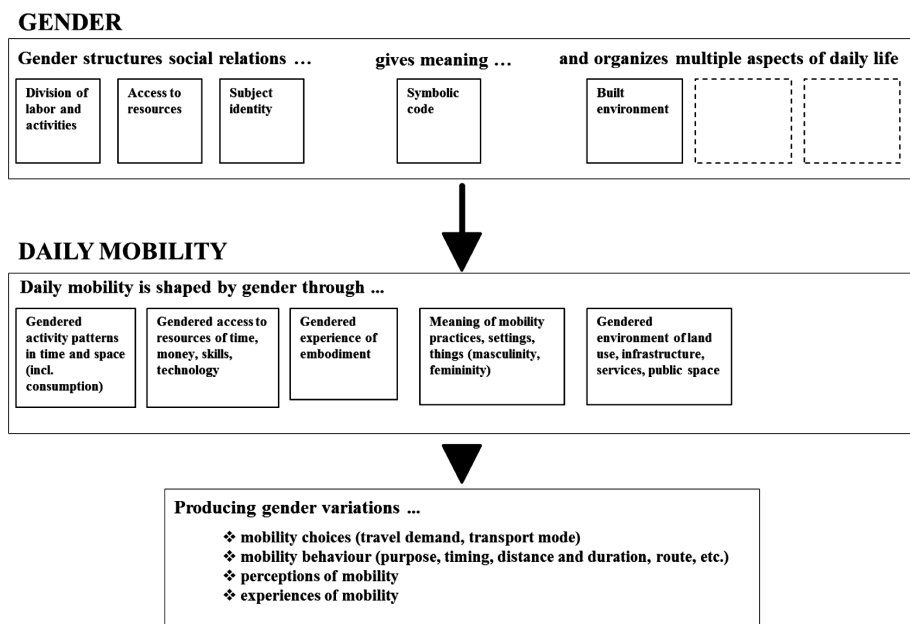 GENDER
Gender structures social relations …
gives meaning …
and organizes multiple aspects of daily life
Division of
labor and
activities
Access to
resources
Subject
identity
Symbolic
code
Built
environment
DAILY MOBILITY
Daily mobility is shaped by gender through ...
Gendered
activity patterns
in time and space
(incl.
consumption)
Gendered access to
resources of time,
money, skills,
technology
Gendered
experience of
embodiment
Meaning of mobility
practices, settings,
things (masculinity,
femininity)
Gendered
environment of land
use, infrastructure,
services, public space
Producing gender variations ...
❖ mobility choices (travel demand, transport mode)
❖ mobility behaviour (purpose, timing, distance and duration, route, etc.)
❖ perceptions of mobility
❖ experiences of mobility